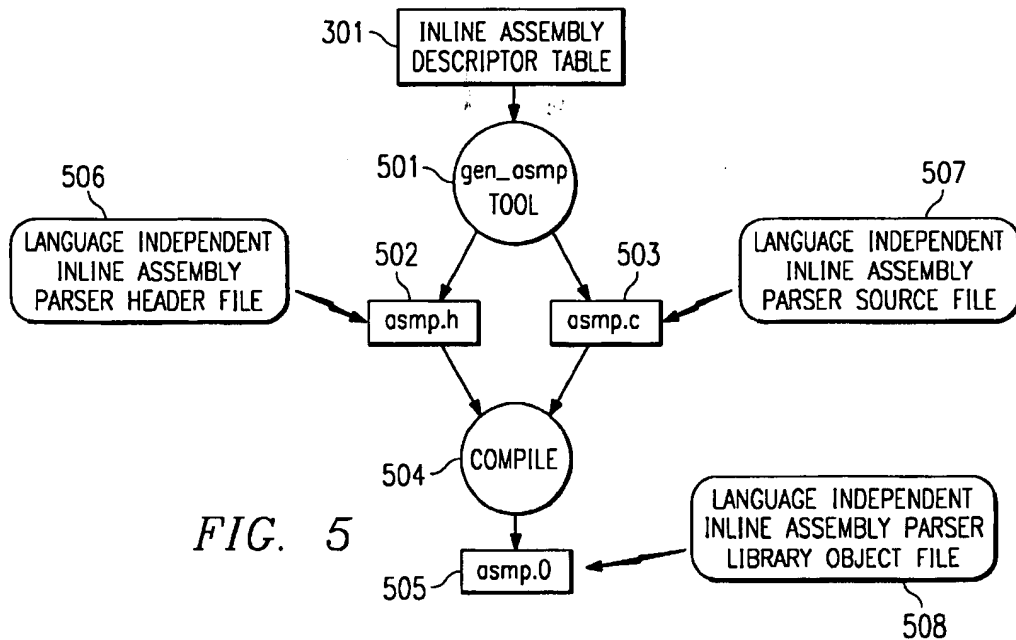 301
INLINE ASSEMBLY
DESCRIPTOR TABLE
501
gen_asmp
TOOL
506
LANGUAGE INDEPENDENT
INLINE ASSEMBLY
PARSER HEADER FILE
502
asmp.h
503
asmp.c
507
LANGUAGE INDEPENDENT
INLINE ASSEMBLY
PARSER SOURCE FILE
504
COMPILE
FIG. 5
505
asmp.0
LANGUAGE INDEPENDENT
INLINE ASSEMBLY PARSER
LIBRARY OBJECT FILE
508